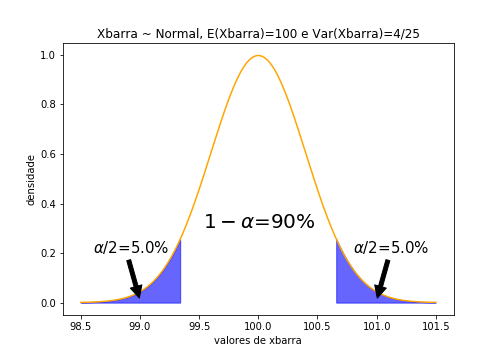 Xbarra ~ Normal, E(Xbarra)=100 e Var(Xbarra)=4/25
densidade
1.0
0.8
0.6
0.4
0.2
0.0
1 − α=90%
α/2=5.0%
α/2=5.0%
98.5 99.0 99.5 100.0 100.5 101.0 101.5
valores de xbarra